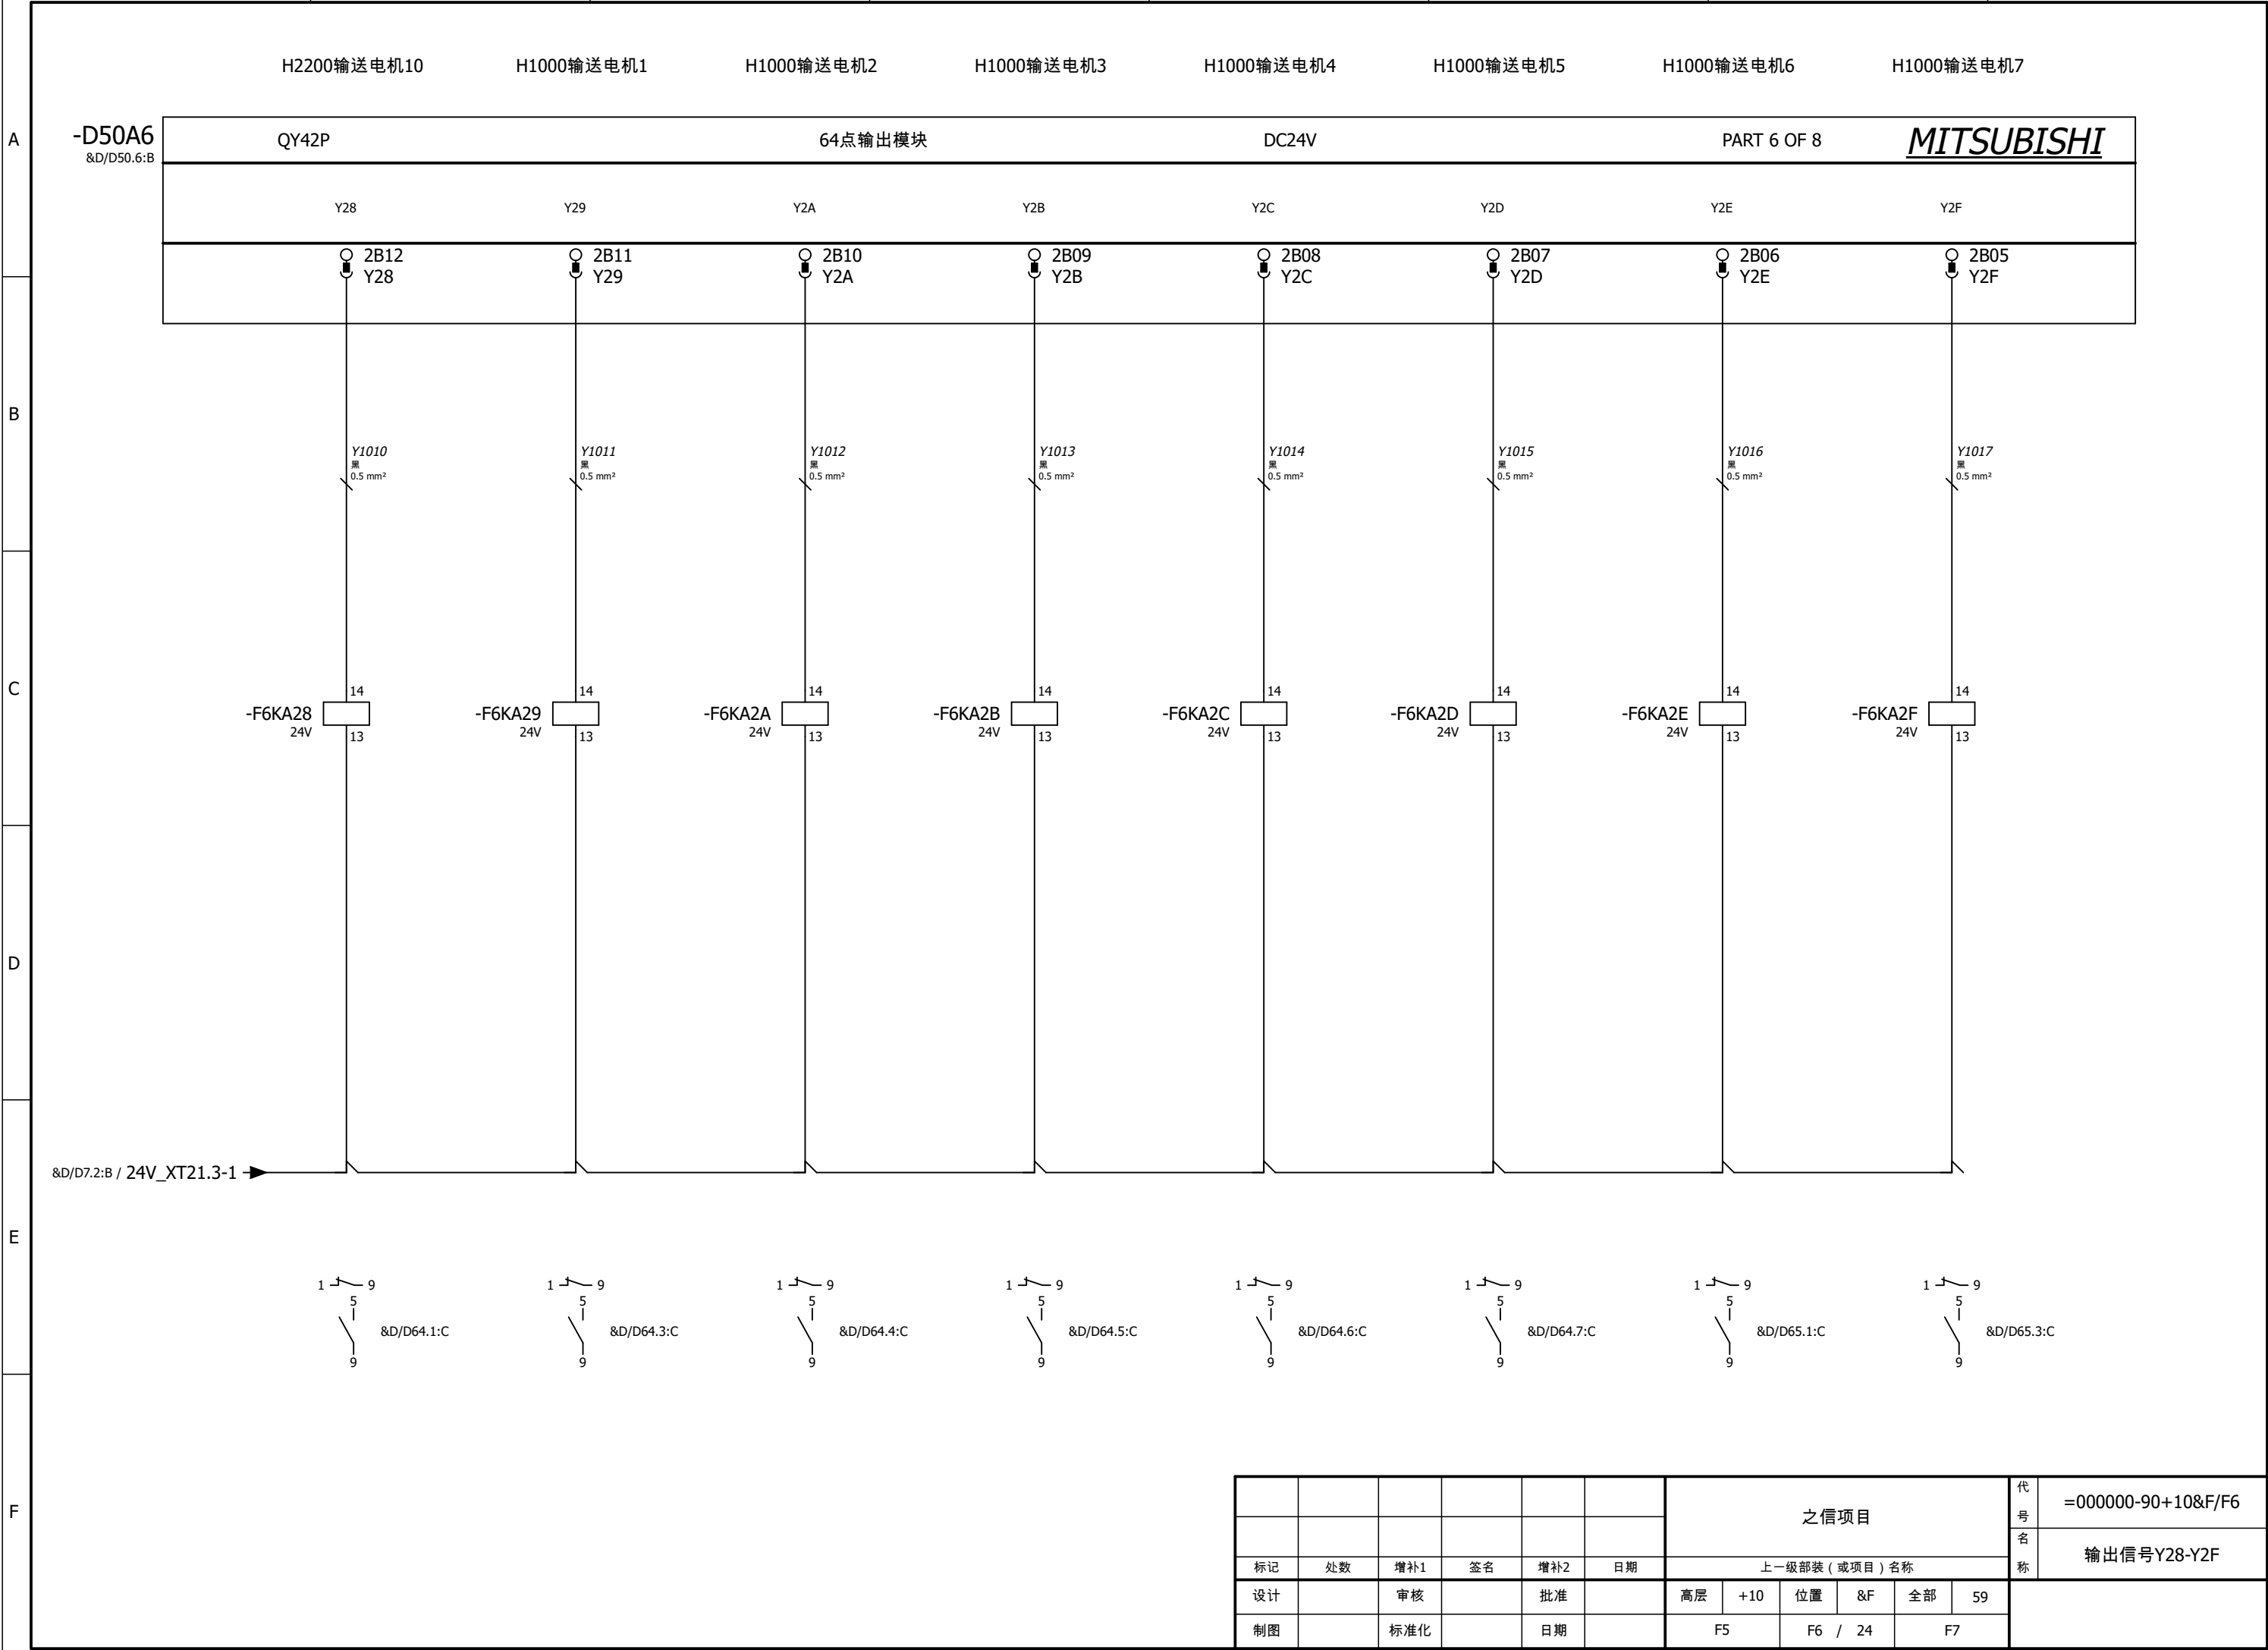 H2200输送电机10 H1000输送电机1 H1000输送电机2 H1000输送电机3 H1000输送电机4 H1000输送电机5 H1000输送电机6 H1000输送电机7
A
-D50A6 QY42P 64点输出模块 DC24V PART 6 OF 8 MITSUBISHI
&D/D50.6:B
Y28 Y29 Y2A Y2B Y2C Y2D Y2E Y2F
2B12 2B11 2B10 2B09 2B08 2B07 2B06 2B05
Y28 Y29 Y2A Y2B Y2C Y2D Y2E Y2F
B
Y1010 Y1011 Y1012 Y1013 Y1014 Y1015 Y1016 Y1017
黑 黑 黑 黑 黑 黑 黑 黑
0.5 mm² 0.5 mm² 0.5 mm² 0.5 mm² 0.5 mm² 0.5 mm² 0.5 mm² 0.5 mm²
C
14 14 14 14 14 14 14 14
-F6KA28 -F6KA29 -F6KA2A -F6KA2B -F6KA2C -F6KA2D -F6KA2E -F6KA2F
24V 24V 24V 24V 24V 24V 24V 24V
13 13 13 13 13 13 13 13
D
&D/D7.2:B / 24V_XT21.3-1
E
1 9 1 9 1 9 1 9 1 9 1 9 1 9 1 9
5 5 5 5 5 5 5 5
&D/D64.1:C &D/D64.3:C &D/D64.4:C &D/D64.5:C &D/D64.6:C &D/D64.7:C &D/D65.1:C &D/D65.3:C
9 9 9 9 9 9 9 9
F
之信项目 代号 =000000-90+10&F/F6
名称 输出信号Y28-Y2F
标记 处数 增补1 签名 增补2 日期 上一级部装(或项目)名称
设计 审核 批准 高层 +10 位置 &F 全部 59
制图 标准化 日期 F5 F6 / 24 F7